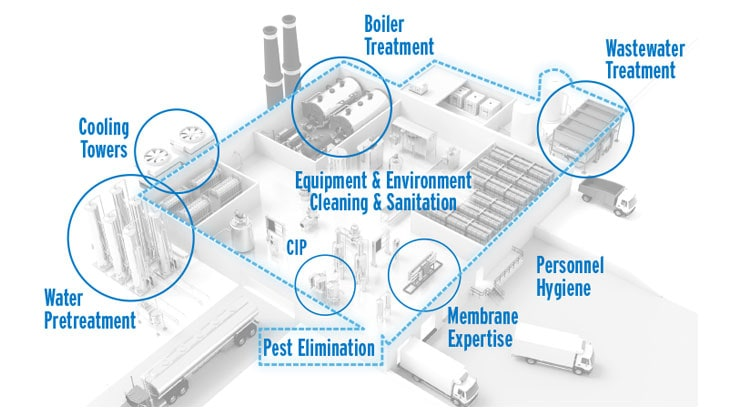 Boiler
Treatment
Wastewater
Treatment
Cooling
Towers
Equipment & Environment
Cleaning & Sanitation
CIP
Personnel
Hygiene
Water
Pretreatment
Membrane
Expertise
Pest Elimination